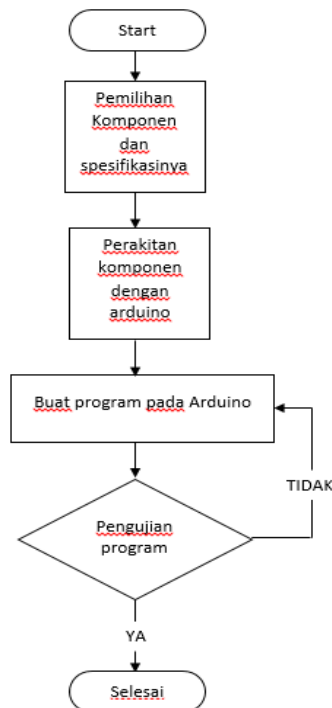 Start
Pemilihan
Komponen
dan
spesifikasinya
Perakitan
komponen
dengan
arduino
Buat program pada Arduino
TIDAK
Pengujian
program
YA
Selesai